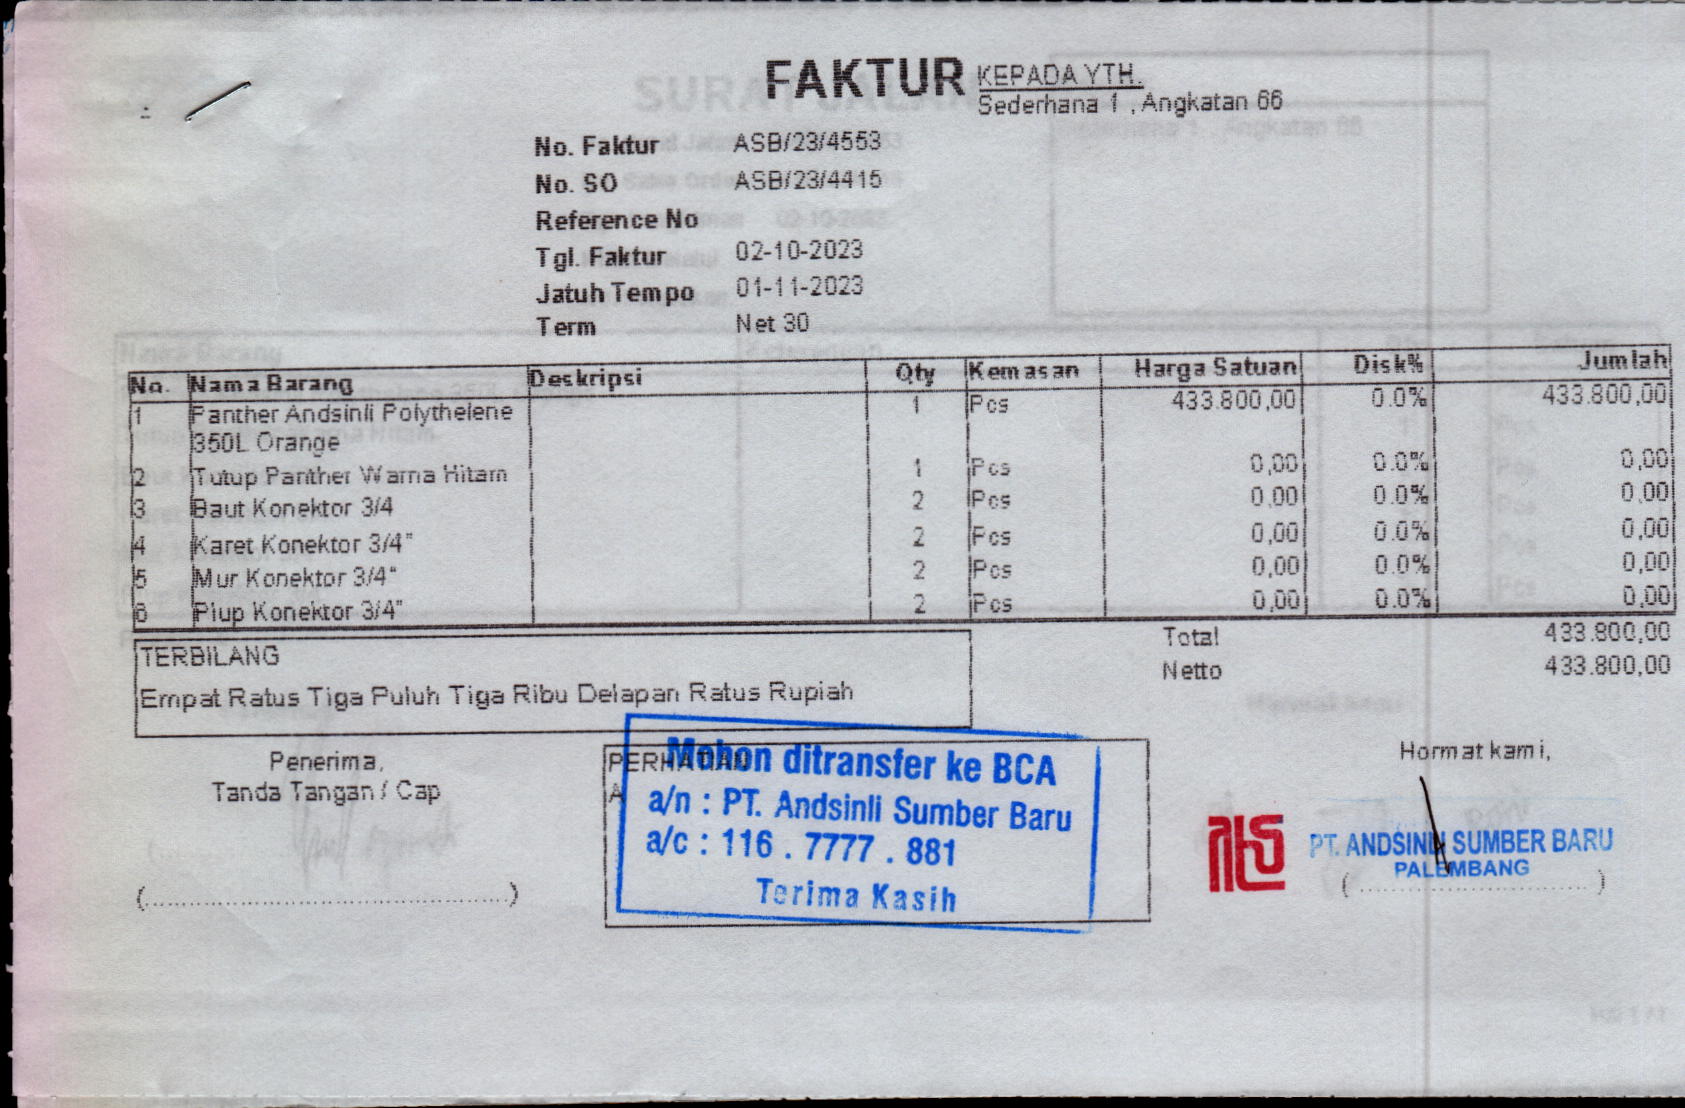 FAKTUR
KEPADA YTH.
Sederhana 1 , Angkatan 66
No. Faktur ASB/23/4553
No. SO ASB/23/4415
Reference No
Tgl. Faktur 02-10-2023
Jatuh Tempo 01-11-2023
Term Net 30
No. Nama Barang Deskripsi Qty Kemasan Harga Satuan Disk% Jumlah
1 Panther Andsinli Polythelene 1 Pcs 433.800,00 0.0% 433.800,00
350L Orange
2 Tutup Panther Warna Hitam 1 Pcs 0,00 0.0% 0,00
3 Baut Konektor 3/4 2 Pcs 0,00 0.0% 0,00
4 Karet Konektor 3/4" 2 Pcs 0,00 0.0% 0,00
5 Mur Konektor 3/4" 2 Pcs 0,00 0.0% 0,00
6 Plup Konektor 3/4" 2 Pcs 0,00 0.0% 0,00
Total 433.800,00
Netto 433.800,00
TERBILANG
Empat Ratus Tiga Puluh Tiga Ribu Delapan Ratus Rupiah
Penerima,
Tanda Tangan / Cap
PERHATIAN
A
Mohon ditransfer ke BCA
a/n : PT. Andsinli Sumber Baru
a/c : 116 . 7777 . 881
Terima Kasih
Hormat kami,
PT. ANDSINLI SUMBER BARU
PALEMBANG